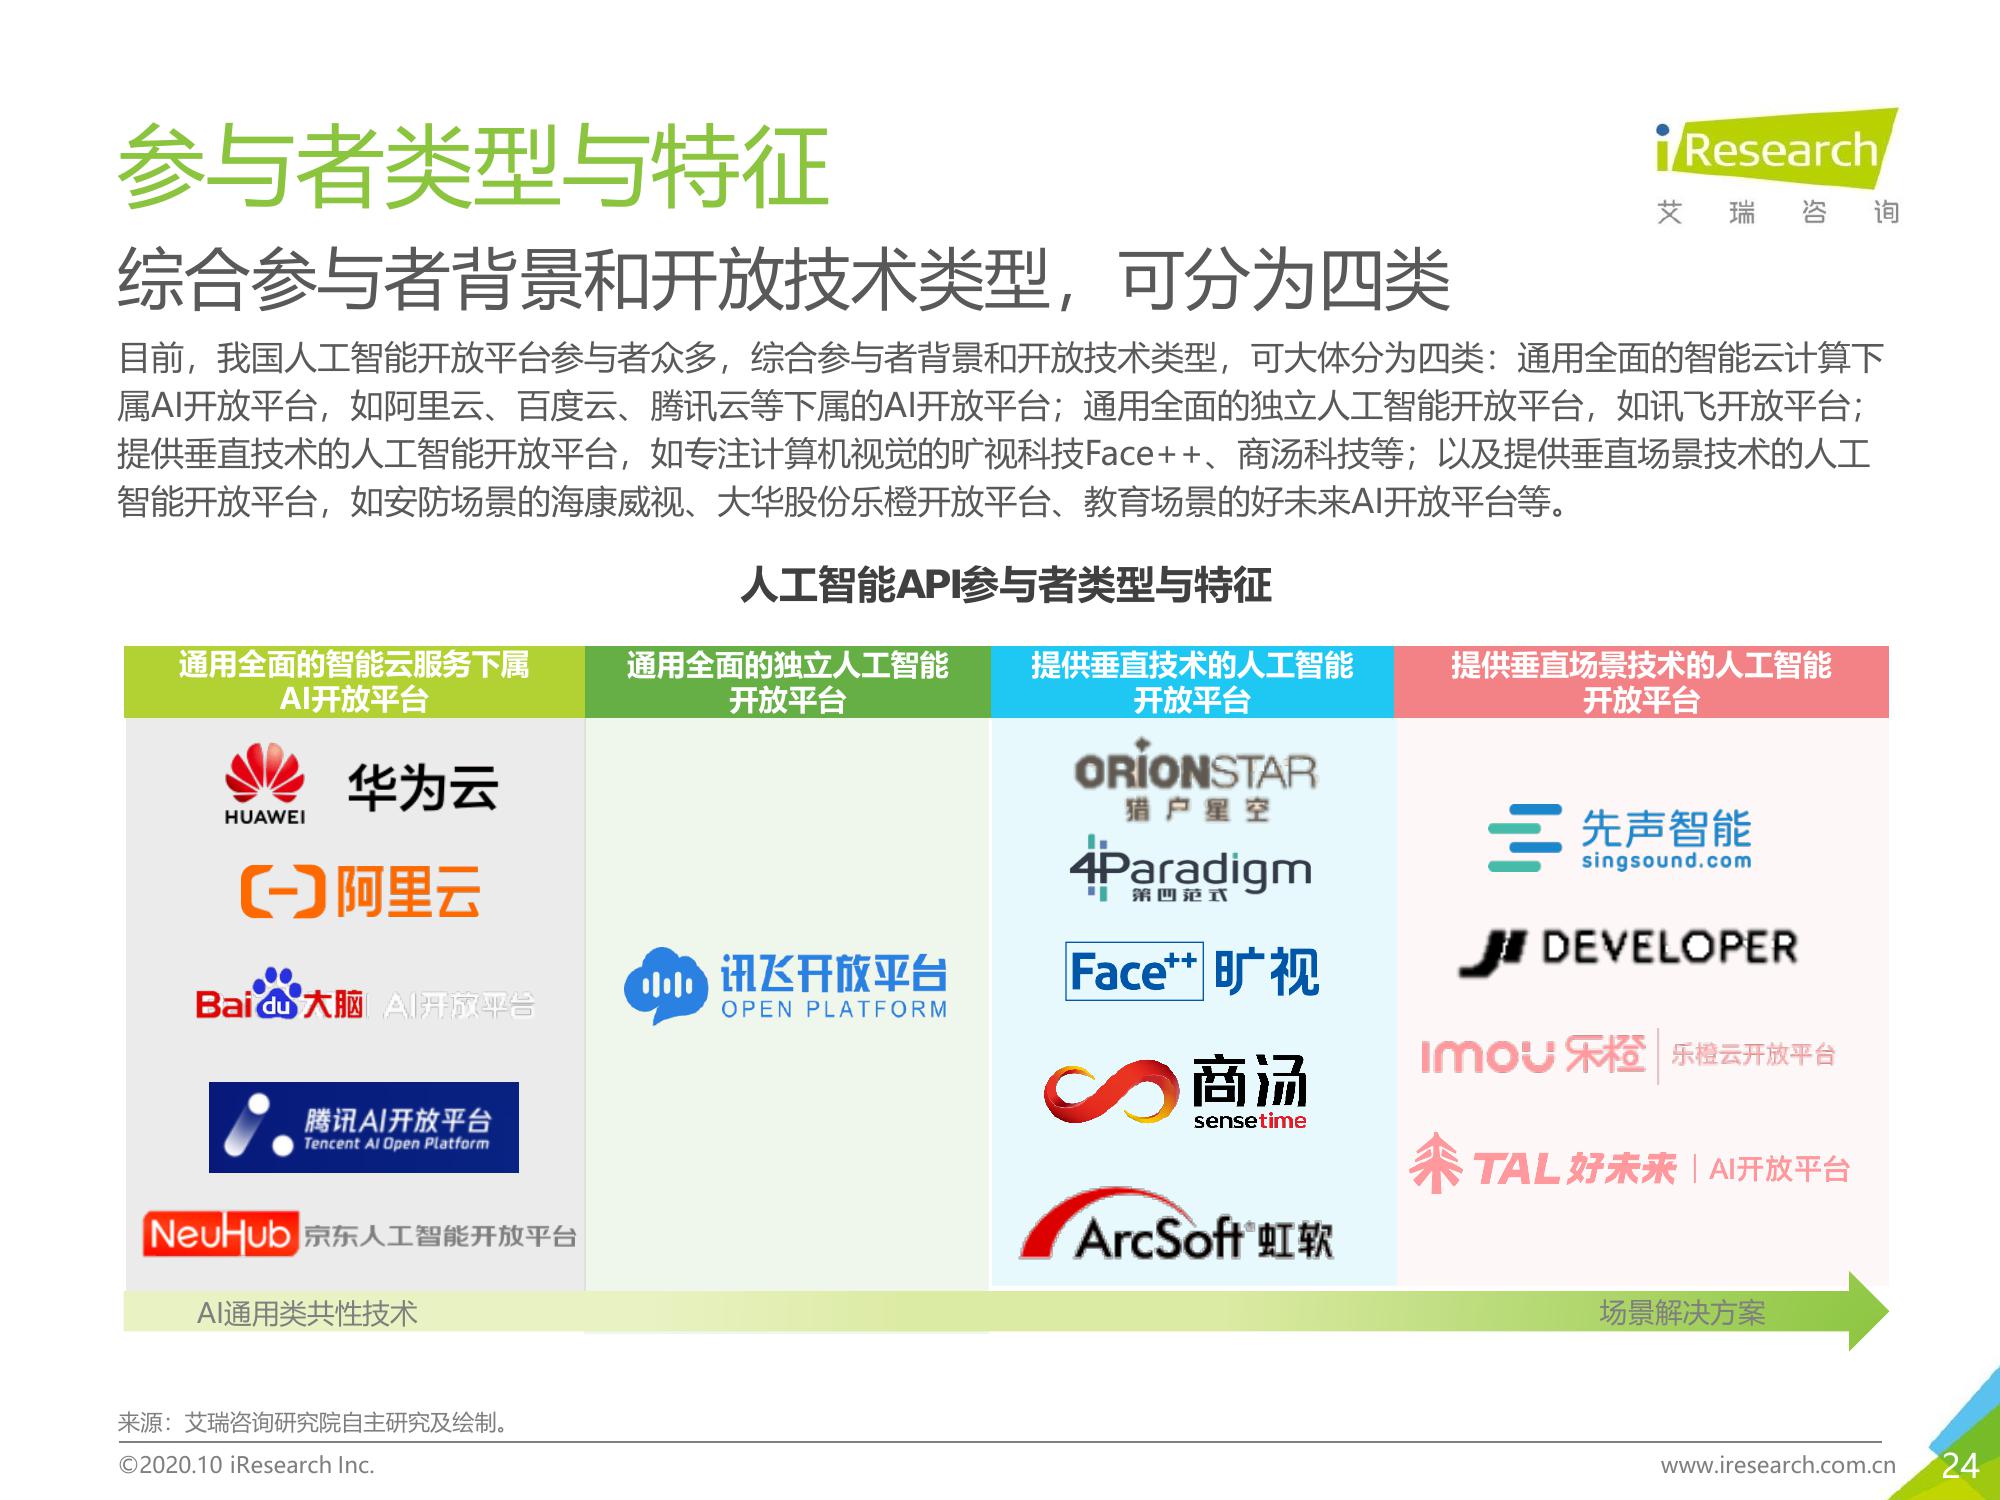 参与者类型与特征
iResearch
艾瑞咨询
综合参与者背景和开放技术类型，可分为四类
目前，我国人工智能开放平台参与者众多，综合参与者背景和开放技术类型，可大体分为四类：通用全面的智能云计算下
属AI开放平台，如阿里云、百度云、腾讯云等下属的AI开放平台；通用全面的独立人工智能开放平台，如讯飞开放平台；
提供垂直技术的人工智能开放平台，如专注计算机视觉的旷视科技Face++、商汤科技等；以及提供垂直场景技术的人工
智能开放平台，如安防场景的海康威视、大华股份乐橙开放平台、教育场景的好未来AI开放平台等。
人工智能API参与者类型与特征
通用全面的智能云服务下属
AI开放平台
HUAWEI
华为云
阿里云
Baidu大脑 AI开放平台
腾讯AI开放平台
Tencent AI Open Platform
NeuHub 京东人工智能开放平台
通用全面的独立人工智能
开放平台
讯飞开放平台
OPEN PLATFORM
提供垂直技术的人工智能
开放平台
ORIONSTAR
猎户星空
4Paradigm
第四范式
Face++ 旷视
商汤
sensetime
ArcSoft® 虹软
提供垂直场景技术的人工智能
开放平台
先声智能
singsound.com
DEVELOPER
imou 乐橙 | 乐橙云开放平台
TAL 好未来 | AI开放平台
AI通用类共性技术
场景解决方案
来源：艾瑞咨询研究院自主研究及绘制。
©2020.10 iResearch Inc.
www.iresearch.com.cn
24